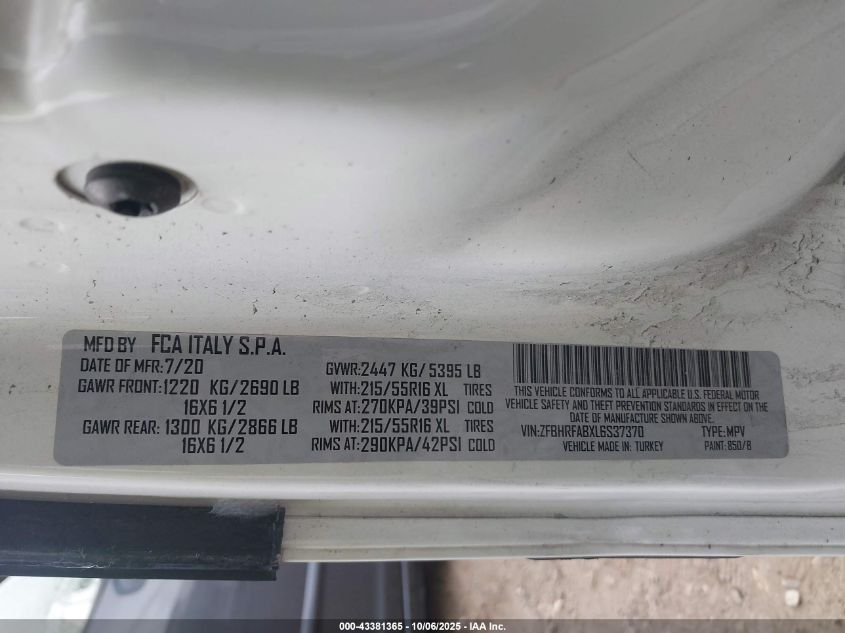 MFD BY FCA ITALY S.P.A.
DATE OF MFR:7/20
GAWR FRONT:1220 KG/2690 LB
16X6 1/2
GAWR REAR: 1300 KG/2866 LB
16X6 1/2
GVWR:2447 KG/5395 LB
WITH:215/55R16 XL TIRES
RIMS AT:270KPA/39PSI COLD
WITH:215/55R16 XL TIRES
RIMS AT:290KPA/42PSI COLD
THIS VEHICLE CONFORMS TO ALL APPLICABLE U.S. FEDERAL MOTOR
VEHICLE SAFETY AND THEFT PREVENTION STANDARDS IN EFFECT ON THE
DATE OF MANUFACTURE SHOWN ABOVE.
VIN:ZFBHRFABXL6S37370 TYPE:MPV
VEHICLE MADE IN: TURKEY PAINT: 850/B
000-43381365 - 10/06/2025 - IAA Inc.